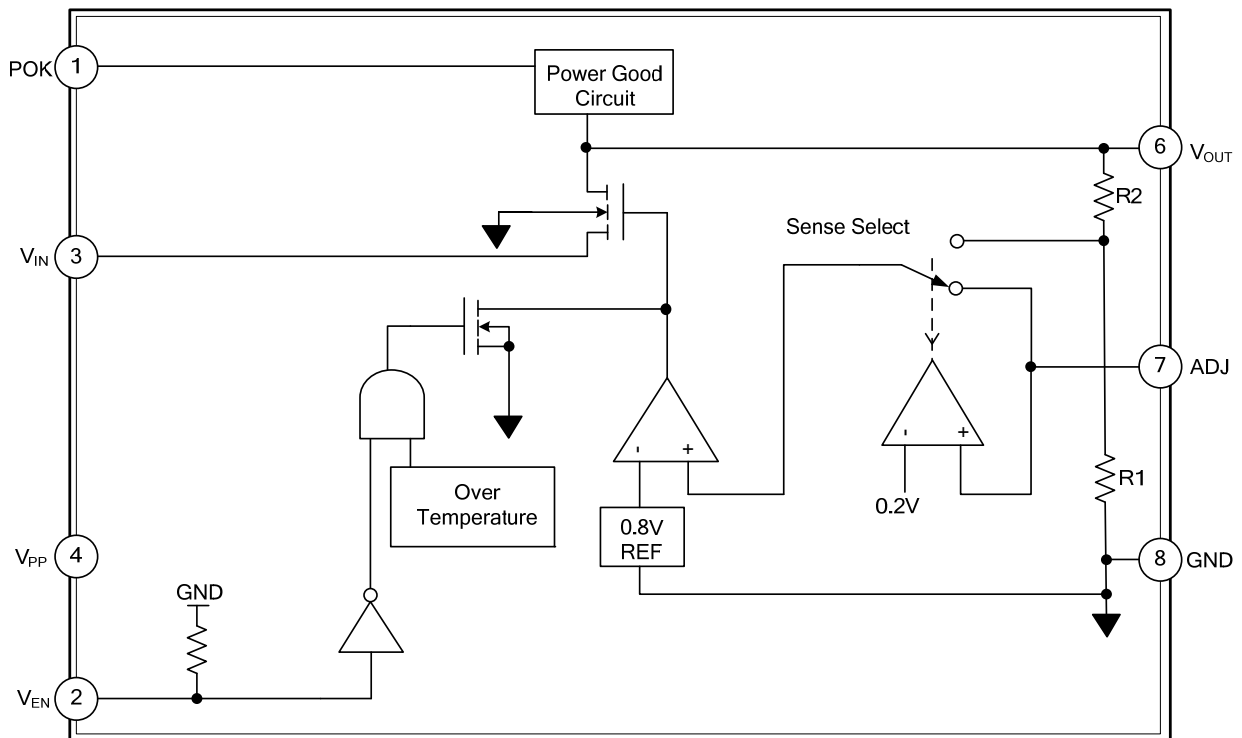 POK
1
Power Good
Circuit
6
VOUT
R2
Sense Select
VIN
3
7
ADJ
-
+
-
+
R1
Over
Temperature
0.2V
0.8V
REF
VPP
4
8
GND
GND
VEN
2